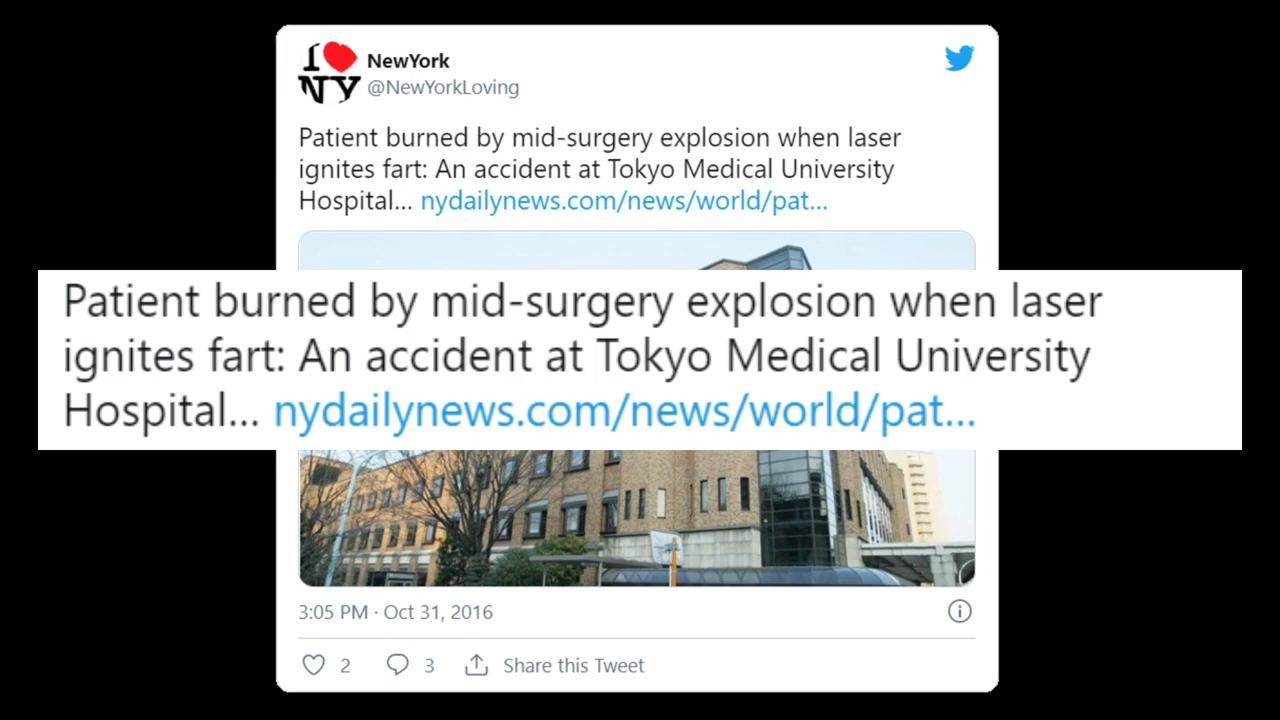 I
NY
NewYork
@NewYorkLoving
Patient burned by mid-surgery explosion when laser
ignites fart: An accident at Tokyo Medical University
Hospital... nydailynews.com/news/world/pat...
Patient burned by mid-surgery explosion when laser
ignites fart: An accident at Tokyo Medical University
Hospital... nydailynews.com/news/world/pat...
3:05 PM · Oct 31, 2016
2
3
Share this Tweet